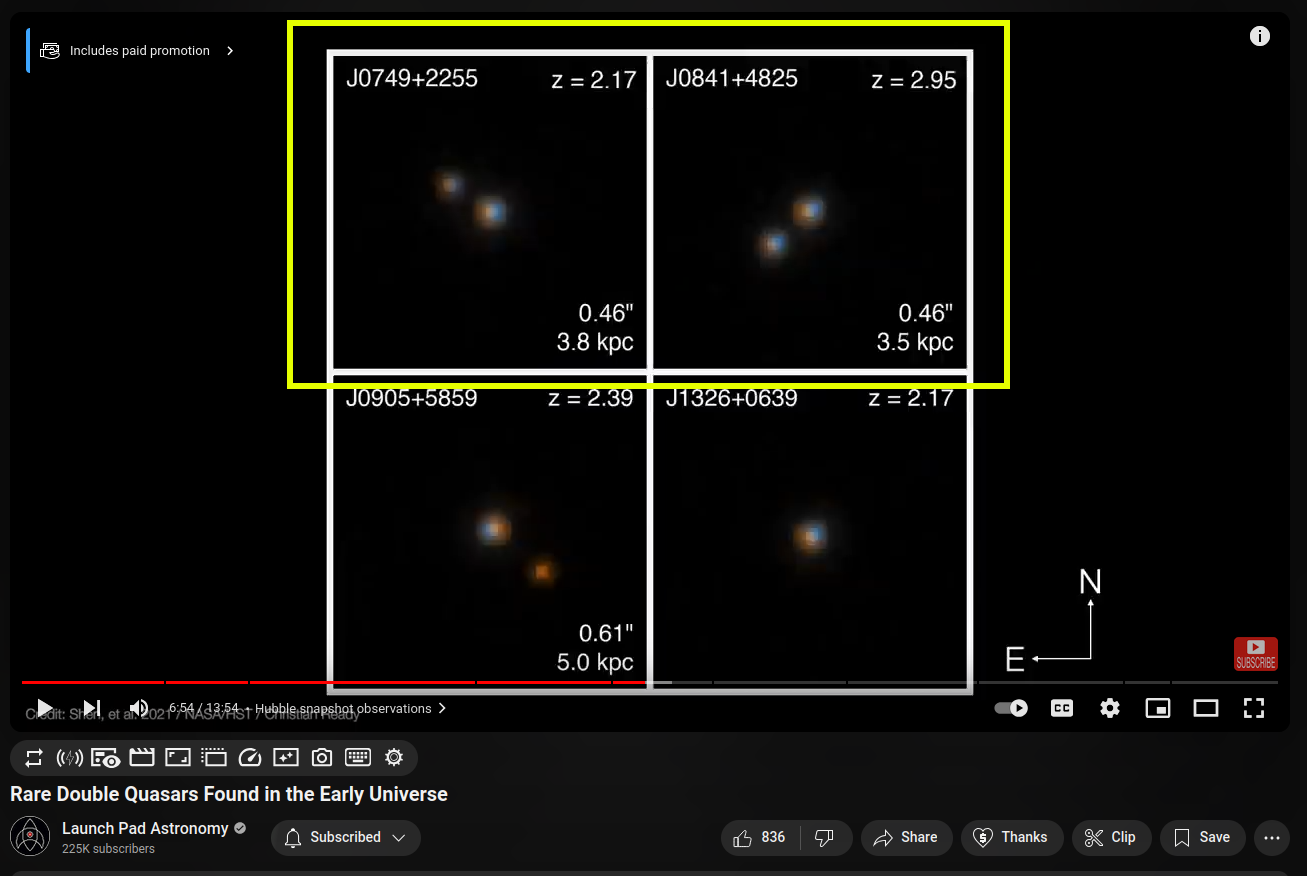 Includes paid promotion
J0749+2255 z = 2.17
0.46"
3.8 kpc
J0841+4825 z = 2.95
0.46"
3.5 kpc
J0905+5859 z = 2.39
0.61"
5.0 kpc
J1326+0639 z = 2.17
N
E
SUBSCRIBE
6:54 / 13:54 • Hubble snapshot observations
Credit: Shen, et al. 2021 / NASA/HST / Christian Ready
CC
Rare Double Quasars Found in the Early Universe
Launch Pad Astronomy
225K subscribers
Subscribed
836
Share
Thanks
Clip
Save